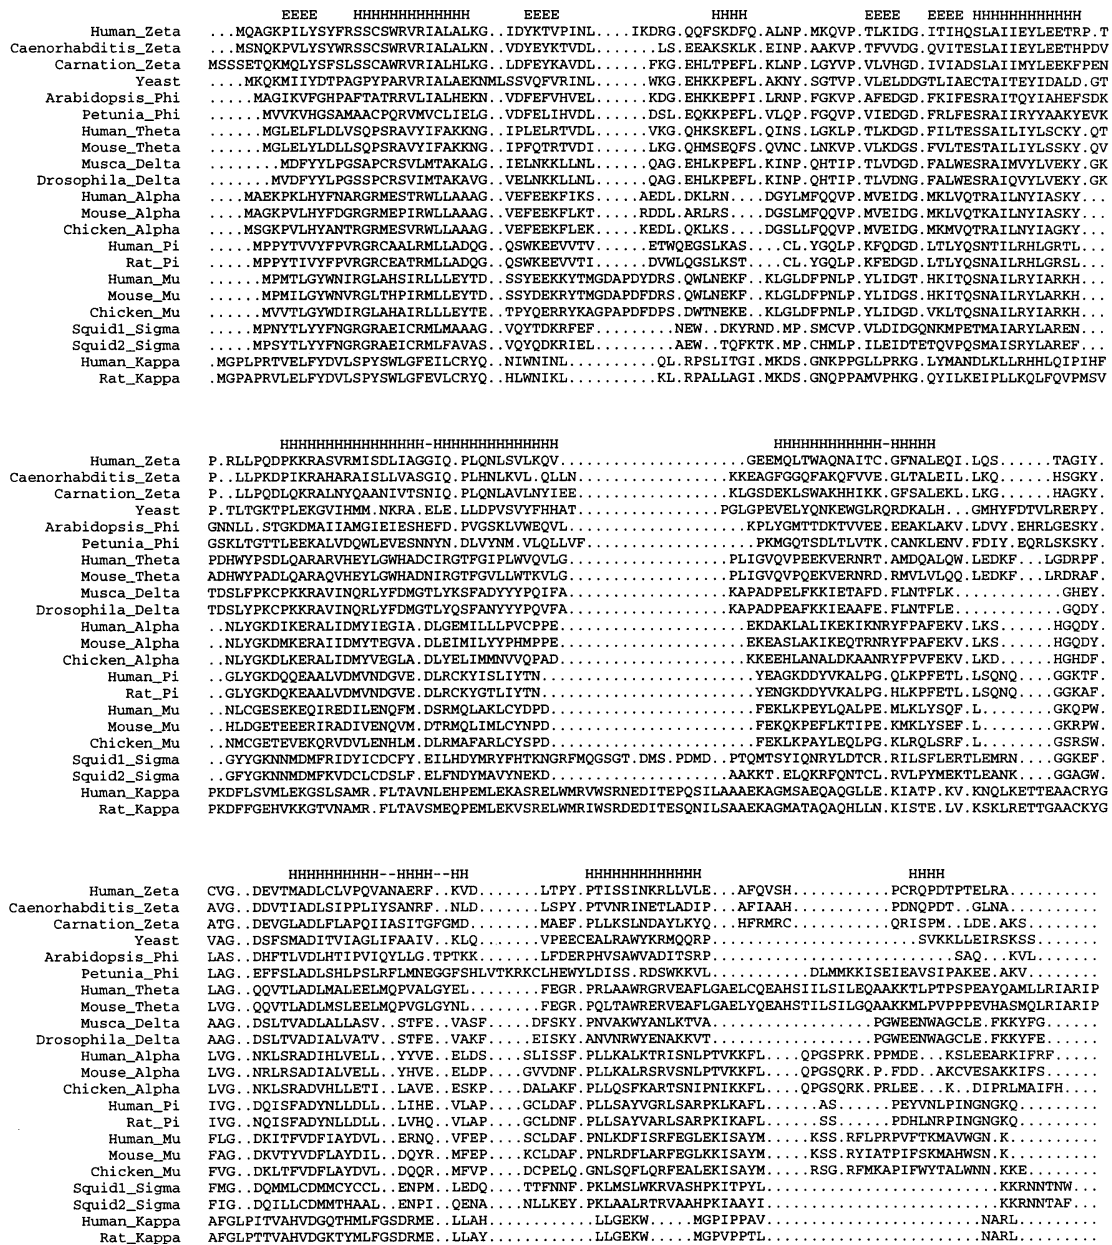 EEEE HHHHHHHHHHHHH EEEE HHHH EEEE EEEE HHHHHHHHHHHH
Human_Zeta ...MQAGKPILYSYFRSSCSWRVRIALALKG..IDYKTVPINL....IKDRG.QQFSKDFQ.ALNP.MKQVP.TLKIDG.ITIHQSLAIIEYLEETRP.T
Caenorhabditis_Zeta ...MSNQKPVLYSYWRSSCSWRVRIALALKN..VDYEYKTVDL......LS.EEAKSKLK.EINP.AAKVP.TFVVDG.QVITESLAIIEYLEETHPDV
Carnation_Zeta MSSSETQKMQLYSFSLSSCAWRVRIALHLKG..LDFEYKAVDL......FKG.EHLTPEFL.KLNP.LGYVP.VLVHGD.IVIADSLAIIMYLEEKFPEN
Yeast ....MKQKMIIYDTPAGPYPARVRIALAEKNMLSSVQFVRINL......WKG.EHKKPEFL.AKNY.SGTVP.VLELDDGTLIAECTAITEYIDALD.GT
Arabidopsis_Phi .....MAGIKVFGHPAFTATRRVLIALHEKN..VDFEFVHVEL......KDG.EHKKEPFI.LRNP.FGKVP.AFEDGD.FKIFESRAITQYIAHEFSDK
Petunia_Phi ......MVVKVHGSAMAACPQRVMVCLIELG..VDFELIHVDL......DSL.EQKKPEFL.VLQP.FGQVP.VIEDGD.FRLFESRAIIRYYAAKYEVK
Human_Theta ......MGLELFLDLVSQPSRAVYIFAKKNG..IPLELRTVDL......VKG.QHKSKEFL.QINS.LGKLP.TLKDGD.FILTESSAILIYLSCKY.QT
Mouse_Theta ......MGLELYLDLLSQPSRAVYIFAKKNG..IPFQTRTVDI......LKG.QHMSEQFS.QVNC.LNKVP.VLKDGS.FVLTESTAILIYLSSKY.QV
Musca_Delta ........MDFYYLPGSAPCRSVLMTAKALG..IELNKKLLNL......QAG.EHLKPEFL.KINP.QHTIP.TLVDGD.FALWESRAIMVYLVEKY.GK
Drosophila_Delta .......MVDFYYLPGSSPCRSVIMTAKAVG..VELNKKLLNL......QAG.EHLKPEFL.KINP.QHTIP.TLVDNG.FALWESRAIQVYLVEKY.GK
Human_Alpha ....MAEKPKLHYFNARGRMESTRWLLAAAG..VEFEEKFIKS.....AEDL.DKLRN...DGYLMFQQVP.MVEIDG.MKLVQTRAILNYIASKY...
Mouse_Alpha ....MAGKPVLHYFDGRGRMEPIRWLLAAAG..VEFEEKFLKT.....RDDL.ARLRS...DGSLMFQQVP.MVEIDG.MKLVQTKAILNYIASKY...
Chicken_Alpha ....MSGKPVLHYANTRGRMESVRWLLAAAG..VEFEEKFLEK.....KEDL.QKLKS...DGSLLFQQVP.MVEIDG.MKMVQTRAILNYIAGKY...
Human_Pi .....MPPYTVVYFPVRGRCAALRMLLADQG..QSWKEEVVTV......ETWQEGSLKAS.....CL.YGQLP.KFQDGD.LTLYQSNTILRHLGRTL...
Rat_Pi .....MPPYTIVYFPVRGRCEATRMLLADQG..QSWKEEVVTI......DVWLQGSLKST.....CL.YGQLP.KFEDGD.LTLYQSNAILRHLGRSL...
Human_Mu .....MPMTLGYWNIRGLAHSIRLLLEYTD..SSYEEKKYTMGDAPDYDRS.QWLNEKF..KLGLDFPNLP.YLIDGT.HKITQSNAILRYIARKH...
Mouse_Mu .....MPMILGYWNVRGLTHPIRMLLEYTD..SSYDEKRYTMGDAPDFDRS.QWLNEKF..KLGLDFPNLP.YLIDGS.HKITQSNAILRYLARKH...
Chicken_Mu .....MVVTLGYWDIRGLAHAIRLLLEYTE..TPYQERRYKAGPAPDFDPS.DWTNEKE..KLGLDFPNLP.YLIDGD.VKLTQSNAILRYIARKH...
Squid1_Sigma .....MPNYTLYYFNGRGRAEICRMLMAAAG..VQYTDKRFEF.........NEW..DKYRND.MP.SMCVP.VLDIDGQNKMPETMAIARYLAREN...
Squid2_Sigma .....MPSYTLYYFNGRGRAEICRMLFAVAS..VQYQDKRIEL.........AEW..TQFKTK.MP.CHMLP.ILEIDTETQVPQSMAISRYLAREF...
Human_Kappa .MGPLPRTVELFYDVLSPYSWLGFEILCRYQ..NIWNINL..........QL.RPSLITGI.MKDS.GNKPPGLLPRKG.LYMANDLKLLRHHLQIPIHF
Rat_Kappa .MGPAPRVLELFYDVLSPYSWLGFEVLCRYQ..HLWNIKL..........KL.RPALLAGI.MKDS.GNQPPAMVPHKG.QYILKEIPLLKQLFQVPMSV
HHHHHHHHHHHHHHHH-HHHHHHHHHHHHHH HHHHHHHHHHHH-HHHHH
Human_Zeta P.RLLPQDPKKRASVRMISDLIAGGIQ.PLQNLSVLKQV....................GEEMQLTWAQNAITC.GFNALEQI.LQS......TAGIY.
Caenorhabditis_Zeta P..LLPKDPIKRAHARAISLLVASGIQ.PLHNLKVL.QLLN..................KKEAGFGGQFAKQFVVE.GLTALEIL.LKQ......HSGKY.
Carnation_Zeta P..LLPQDLQKRALNYQAANIVTSNIQ.PLQNLAVLNYIEE..................KLGSDEKLSWAKHHIKK.GFSALEKL.LKG......HAGKY.
Yeast P.TLTGKTPLEKGVIHMM.NKRA.ELE.LLDPVSVYFHHAT.................PGLGPEVELYQNKEWGLRQRDKALH..GMHYFDTVLRERPY.
Arabidopsis_Phi GNNLL.STGKDMAIIAMGIEIESHEFD.PVGSKLVWEQVL...................KPLYGMTTDKTVVEE.EEAKLAKV.LDVY.EHRLGESKY.
Petunia_Phi GSKLTGTTLEEKALVDQWLEVESNNYN.DLVYNM.VLQLLVF................PKMGQTSDLTLVTK.CANKLENV.FDIY.EQRLSKSKY.
Human_Theta PDHWYPSDLQARARVHEYLGWHADCIRGTFGIPLWVQVLG..................PLIGVQVPEEKVERNRT.AMDQALQW.LEDKF...LGDRPF.
Mouse_Theta ADHWYPADLQARAQVHEYLGWHADNIRGTFGVLLWTKVLG..................PLIGVQVPQEKVERNRD.RMVLVLQQ.LEDKF...LRDRAF.
Musca_Delta TDSLFPKCPKKRAVINQRLYFDMGTLYKSFADYYYPQIFA..................KAPADPELFKKIETAFD.FLNTFLK............GHEY.
Drosophila_Delta TDSLYPKCPKKRAVINQRLYFDMGTLYQSFANYYYPQVFA..................KAPADPEAFKKIEAAFE.FLNTFLE............GQDY.
Human_Alpha ..NLYGKDIKERALIDMYIEGIA.DLGEMILLLPVCPPE....................EKDAKLALIKEKIKNRYFPAFEKV.LKS......HGQDY.
Mouse_Alpha ..NLYGKDMKERAIIDMYTEGVA.DLEIMILYYPHMPPE....................EKEASLAKIKEQTRNRYFPAFEKV.LKS......HGQDY.
Chicken_Alpha ..NLYGKDLKERALIDMYVEGLA.DLYELIMMNVVQPAD....................KKEEHLANALDKAANRYFPVFEKV.LKD......HGHDF.
Human_Pi ..GLYGKDQQEAALVDMVNDGVE.DLRCKYISLIYTN......................YEAGKDDYVKALPG.QLKPFETL.LSQNQ....GGKTF.
Rat_Pi ..GLYGKDQKEAALVDMVNDGVE.DLRCKYGTLIYTN......................YENGKDDYVKALPG.HLKPFETL.LSQNQ....GGKAF.
Human_Mu ..NLCGESEKEQIREDILENQFM.DSRMQLAKLCYDPD.....................FEKLKPEYLQALPE.MLKLYSQF.L........GKQPW.
Mouse_Mu ..HLDGETEEERIRADIVENQVM.DTRMQLIMLCYNPD.....................FEKQKPEFLKTIPE.KMKLYSEF.L........GKRPW.
Chicken_Mu ..NMCGETEVEKQRVDVLENHLM.DLRMAFARLCYSPD.....................FEKLKPAYLEQLPG.KLRQLSRF.L........GSRSW.
Squid1_Sigma ..GYYGKNNMDMFRIDYICDCFY.EILHDYMRYFHTKNGRFMQGSGT.DMS.PDMD..PTQMTSYIQNRYLDTCR.RILSFLERTLEMRN....GGKEF.
Squid2_Sigma ..GFYGKNNMDMFKVDCLCDSLF.ELFNDYMAVYNEKD.....................AAKKT.ELQKRFQNTCL.RVLPYMEKTLEANK....GGAGW.
Human_Kappa PKDFLSVMLEKGSLSAMR.FLTAVNLEHPEMLEKASRELWMRVWSRNEDITEPQSILAAAEKAGMSAEQAQGLLE.KIATP.KV.KNQLKETTEAACRYG
Rat_Kappa PKDFFGEHVKKGTVNAMR.FLTAVSMEQPEMLEKVSRELWMRIWSRDEDITESQNILSAAEKAGMATAQAQHLLN.KISTE.LV.KSKLRETTGAACKYG
HHHHHHHHHH--HHHH--HH HHHHHHHHHHHHH HHHH
Human_Zeta CVG..DEVTMADLCLVPQVANAERF..KVD.......LTPY.PTISSINKRLLVLE...AFQVSH...........PCRQPDTPTELRA..........
Caenorhabditis_Zeta AVG..DDVTIADLSIPPLIYSANRF..NLD.......LSPY.PTVNRINETLADIP...AFIAAH...........PDNQPDT..GLNA..........
Carnation_Zeta ATG..DEVGLADLFLAPQIIASITGFGMD........MAEF.PLLKSLNDAYLKYQ...HFRMRC...........QRISPM..LDE.AKS........
Yeast VAG..DSFSMADITVIAGLIFAAIV..KLQ.......VPEECEALRAWYKRMQQRP.......................SVKKLLEIRSKSS......
Arabidopsis_Phi LAS..DHFTLVDLHTIPVIQYLLG.TPTKK.......LFDERPHVSAWVADITSRP...........................SAQ...KVL.......
Petunia_Phi LAG..EFFSLADLSHLPSLRFLMNEGGFSHLVTKRKCLHEWYLDISS.RDSWKKVL............DLMMKKISEIEAVSIPAKEE..AKV.......
Human_Theta LAG..QQVTLADLMALEELMQPVALGYEL........FEGR.PRLAAWRGRVEAFLGAELCQEAHSIILSILEQAAKKTLPTPSPEAYQAMLLRIARIP
Mouse_Theta LVG..QQVTLADLMSLEELMQPVGLGYNL........FEGR.PQLTAWRERVEAFLGAELYQEAHSTILSILGQAAKKMLPVPPPEVHASMQLRIARIP
Musca_Delta AAG..DSLTVADLALLASV..STFE..VASF......DFSKY.PNVAKWYANLKTVA...................PGWEENWAGCLE.FKKYFG......
Drosophila_Delta AAG..DSLTVADIALVATV..STFE..VAKF......EISKY.ANVNRWYENAKKVT...................PGWEENWAGCLE.FKKYFE......
Human_Alpha LVG..NKLSRADIHLVELL..YYVE..ELDS.....SLISSF.PLLKALKTRISNLPTVKKFL....QPGSPRK.PPMDE...KSLEEARKIFRF.....
Mouse_Alpha LVG..NRLRSADIALVELL..YHVE..ELDP.....GVVDNF.PLLKALRSRVSNLPTVKKFL....QPGSQRK.P.FDD..AKCVESAKKIFS......
Chicken_Alpha LVG..NKLSRADVHLLETI..LAVE..ESKP.....DALAKF.PLLQSFKARTSNIPNIKKFL....QPGSQRK.PRLEE...K..DIPRLMAIFH....
Human_Pi IVG..DQISFADYNLLDLL..LIHE..VLAP.....GCLDAF.PLLSAYVGRLSARPKLKAFL......AS......PEYVNLPINGNGKQ.........
Rat_Pi IVG..NQISFADYNLLDLL..LVHQ..VLAP.....GCLDNF.PLLSAYVARLSARPKIKAFL......SS......PDHLNRPINGNGKQ.........
Human_Mu FLG..DKITFVDFIAYDVL..ERNQ..VFEP.....SCLDAF.PNLKDFISRFEGLEKISAYM.....KSS.RFLPRPVFTKMAVWGN.K..........
Mouse_Mu FAG..DKVTYVDFLAYDIL..DQYR..MFEP.....KCLDAF.PNLRDFLARFEGLKKISAYM.....KSS.RYIATPIFSKMAHWSN.K..........
Chicken_Mu FVG..DKLTFVDFLAYDVL..DQQR..MFVP.....DCPELQ.GNLSQFLQRFEALEKISAYM.....RSG.RFMKAPIFWYTALWNN.KKE........
Squid1_Sigma FMG..DQMMLCDMMCYCCL..ENPM..LEDQ.....TTFNNF.PKLMSLWKRVASHPKITPYL..........................KKRNNTNW...
Squid2_Sigma FIG..DQILLCDMMTHAAL..ENPI..QENA.....NLLKEY.PKLAALRTRVAAHPKIAAYI..........................KKRNNTAF...
Human_Kappa AFGLPITVAHVDGQTHMLFGSDRME..LLAH............LLGEKW.....MGPIPPAV........................NARL.........
Rat_Kappa AFGLPTTVAHVDGKTYMLFGSDRME..LLAY............LLGEKW.....MGPVPPTL........................NARL.........